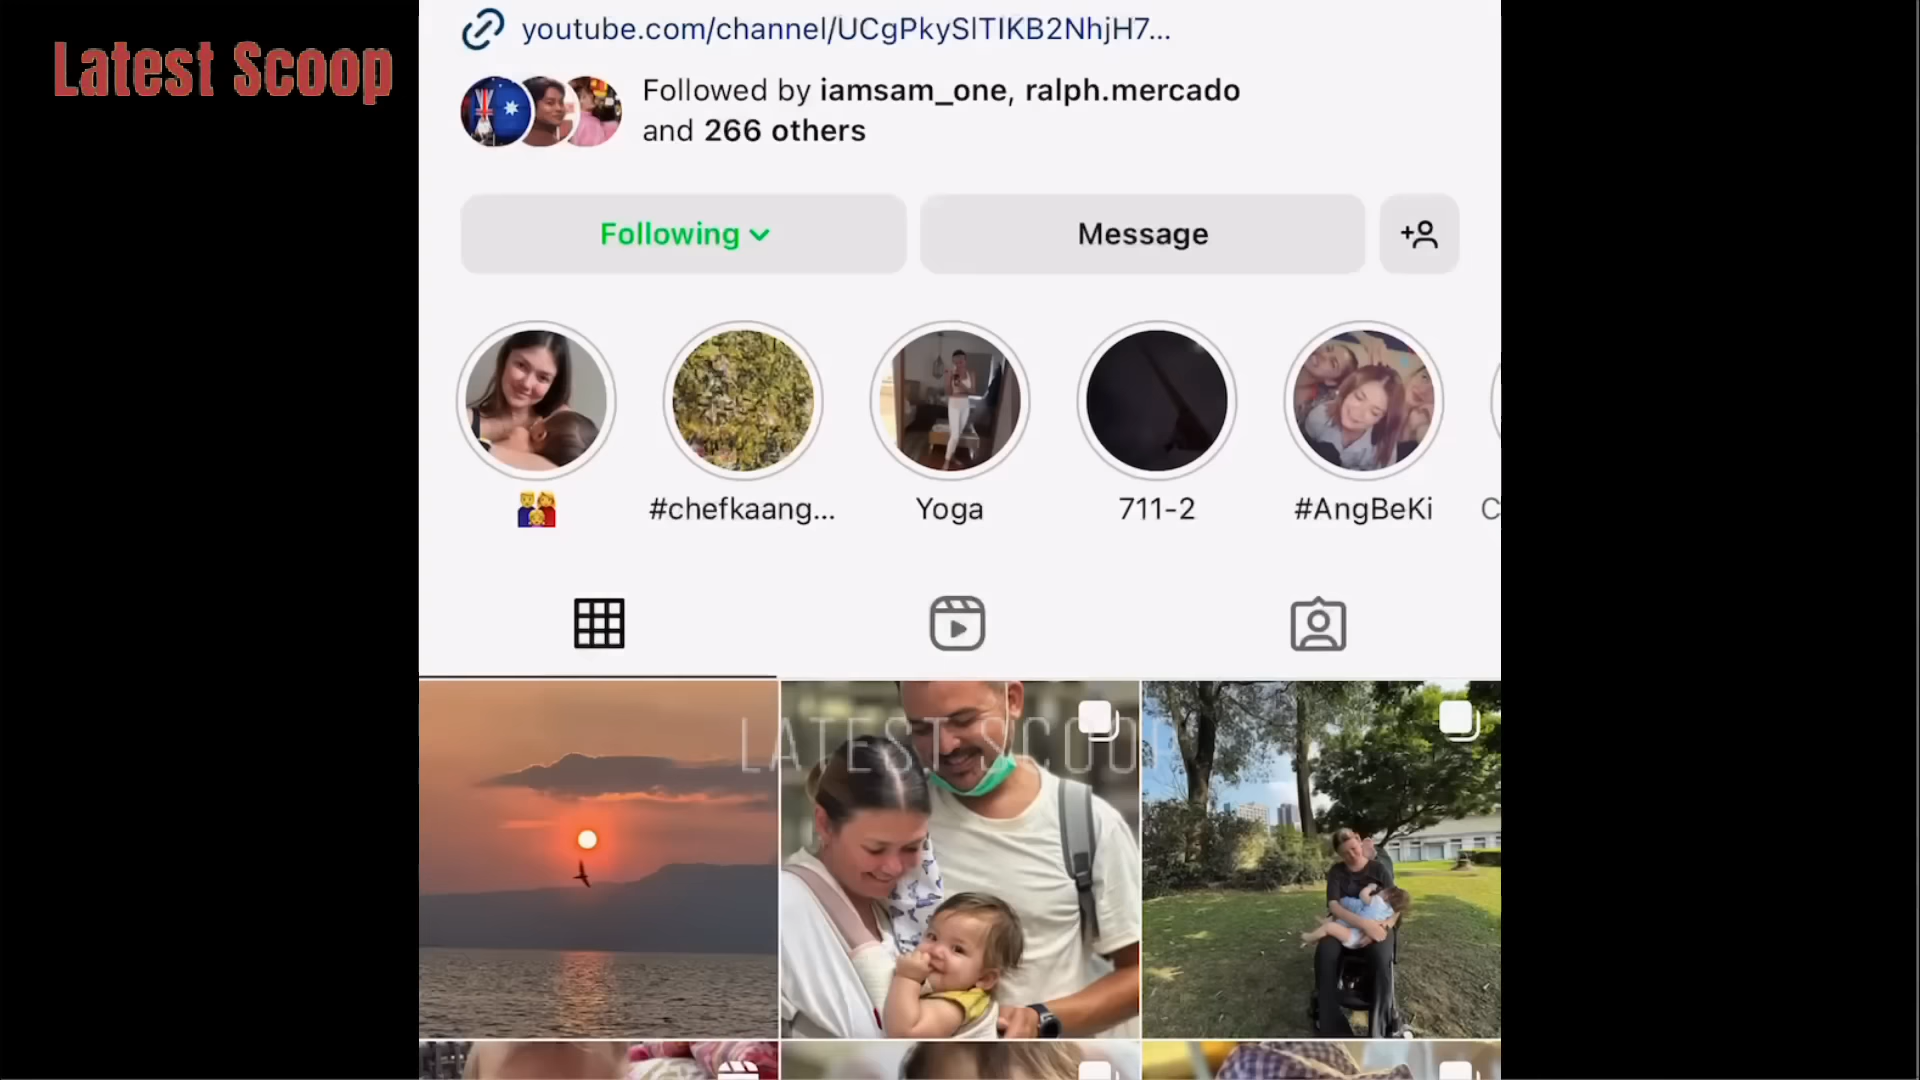 Latest Scoop
youtube.com/channel/UCgPkySlTIKB2NhjH7...
Followed by iamsam_one, ralph.mercado
and 266 others
Following
Message
#chefkaang...
Yoga
711-2
#AngBeKi
C
LATEST SCOOP